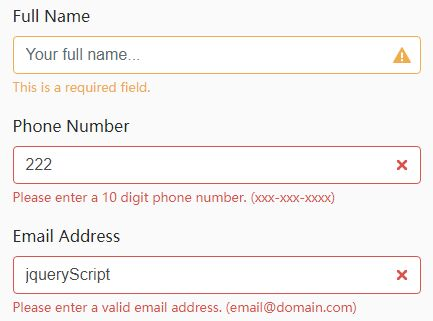 Full Name
Your full name...
This is a required field.
Phone Number
222
Please enter a 10 digit phone number. (xxx-xxx-xxxx)
Email Address
jqueryScript
Please enter a valid email address. (email@domain.com)